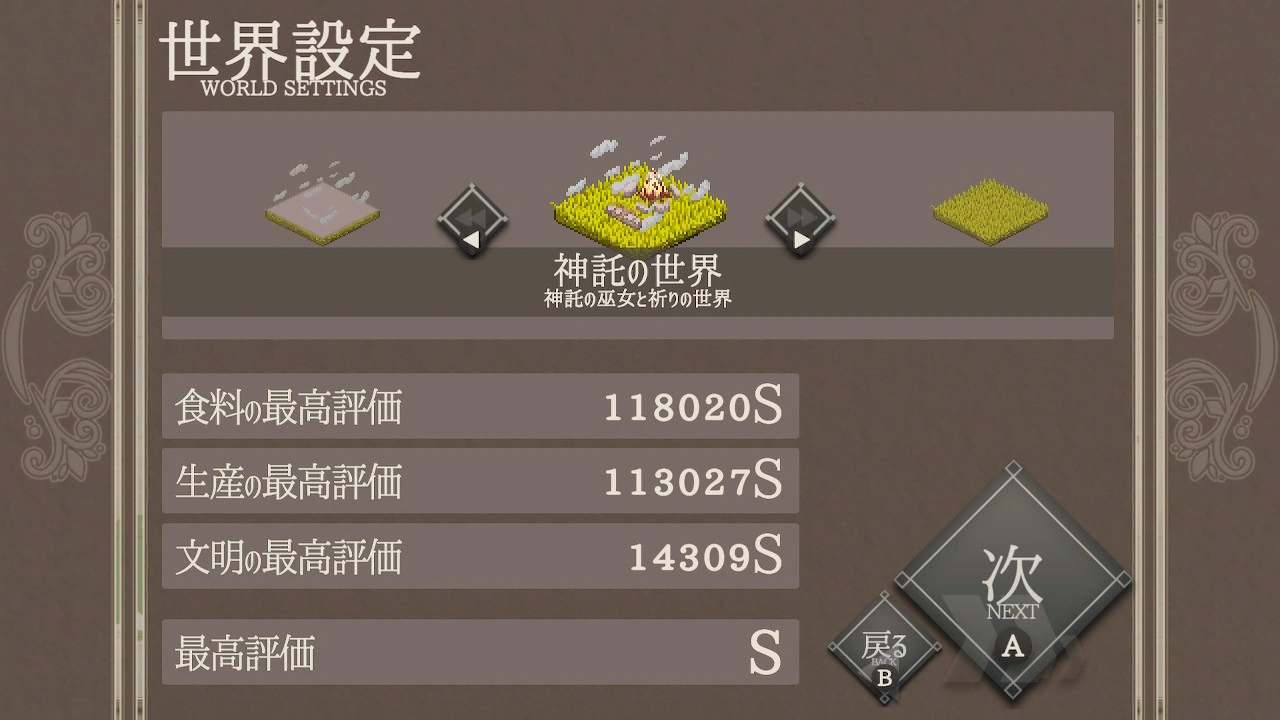 世界設定
WORLD SETTINGS
神託の世界
神託の巫女と祈りの世界
食料の最高評価 118020S
生産の最高評価 113027S
文明の最高評価 14309S
最高評価 S
次
NEXT
A
戻る
BACK
B